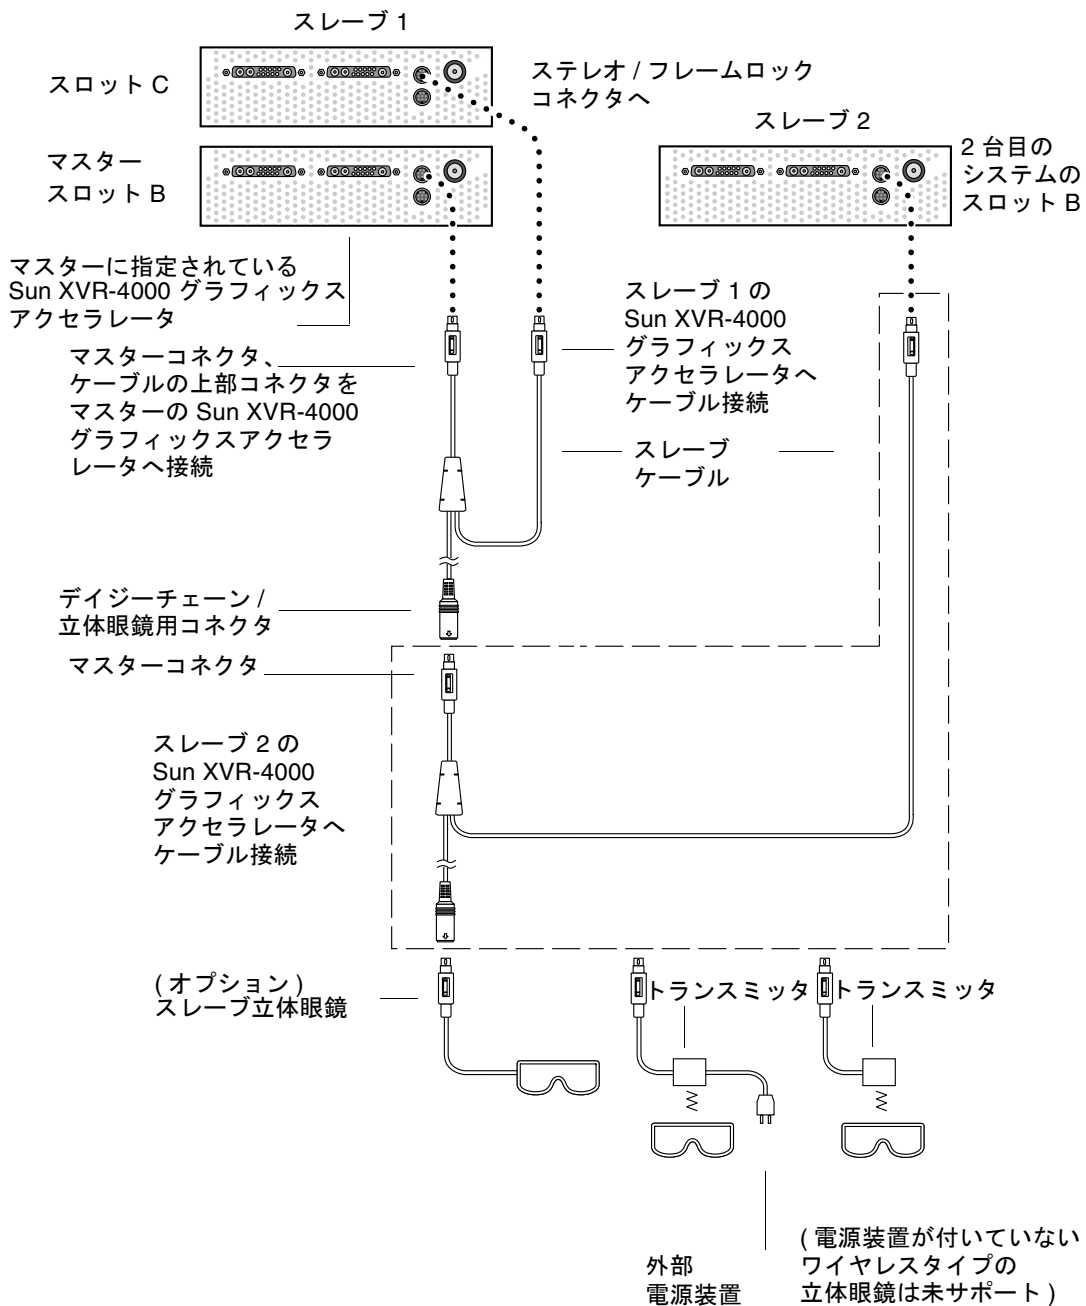 スレーブ 1
スロット C
ステレオ / フレームロック
コネクタへ
スレーブ 2
マスター
スロット B
2 台目の
システムの
スロット B
マスターに指定されている
Sun XVR-4000 グラフィックス
アクセラレータ
スレーブ 1 の
Sun XVR-4000
グラフィックス
アクセラレータへ
ケーブル接続
マスターコネクタ、
ケーブルの上部コネクタを
マスターの Sun XVR-4000
グラフィックスアクセラ
レータへ接続
スレーブ
ケーブル
デイジーチェーン /
立体眼鏡用コネクタ
マスターコネクタ
スレーブ 2 の
Sun XVR-4000
グラフィックス
アクセラレータへ
ケーブル接続
( オプション )
スレーブ立体眼鏡
トランスミッタ
トランスミッタ
外部
電源装置
( 電源装置が付いていない
ワイヤレスタイプの
立体眼鏡は未サポート )